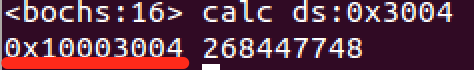 <bochs:16> calc ds:0x3004
0x10003004 268447748